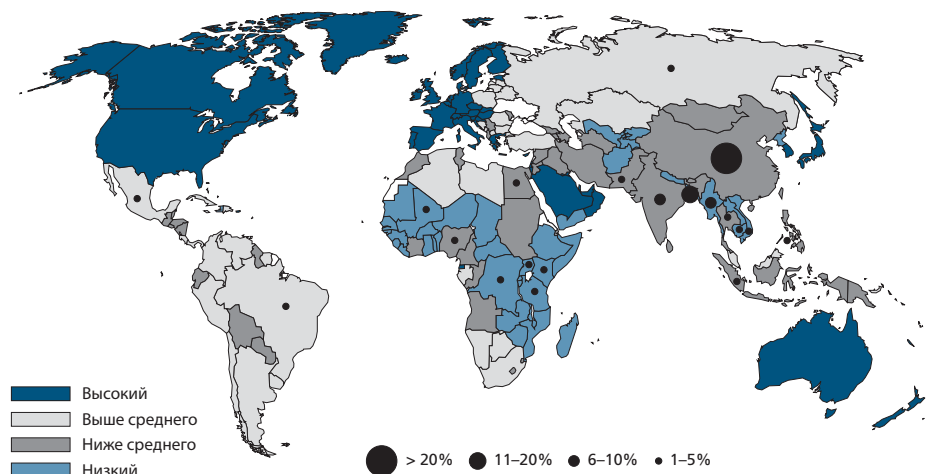 Высокий
Выше среднего
Ниже среднего
Низкий
> 20% 11–20% 6–10% 1–5%